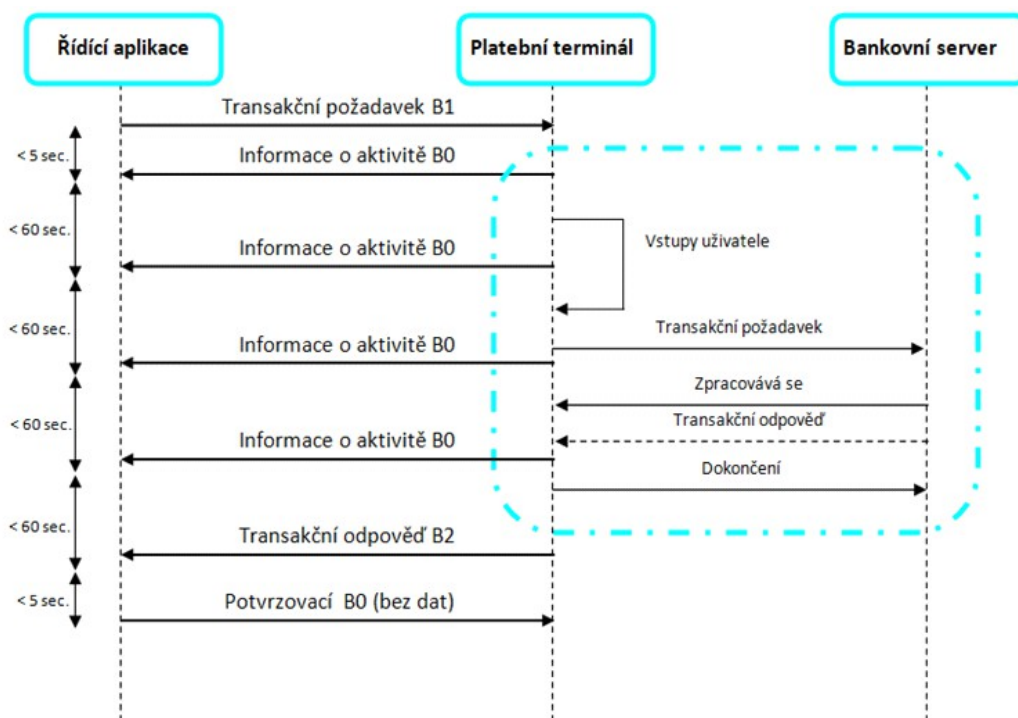 Řídící aplikace
Platební terminál
Bankovní server
Transakční požadavek B1
< 5 sec.
Informace o aktivitě B0
< 60 sec.
Vstupy uživatele
Informace o aktivitě B0
< 60 sec.
Transakční požadavek
Informace o aktivitě B0
Zpracovává se
< 60 sec.
Transakční odpověď
Informace o aktivitě B0
Dokončení
< 60 sec.
Transakční odpověď B2
< 5 sec.
Potvrzovací B0 (bez dat)